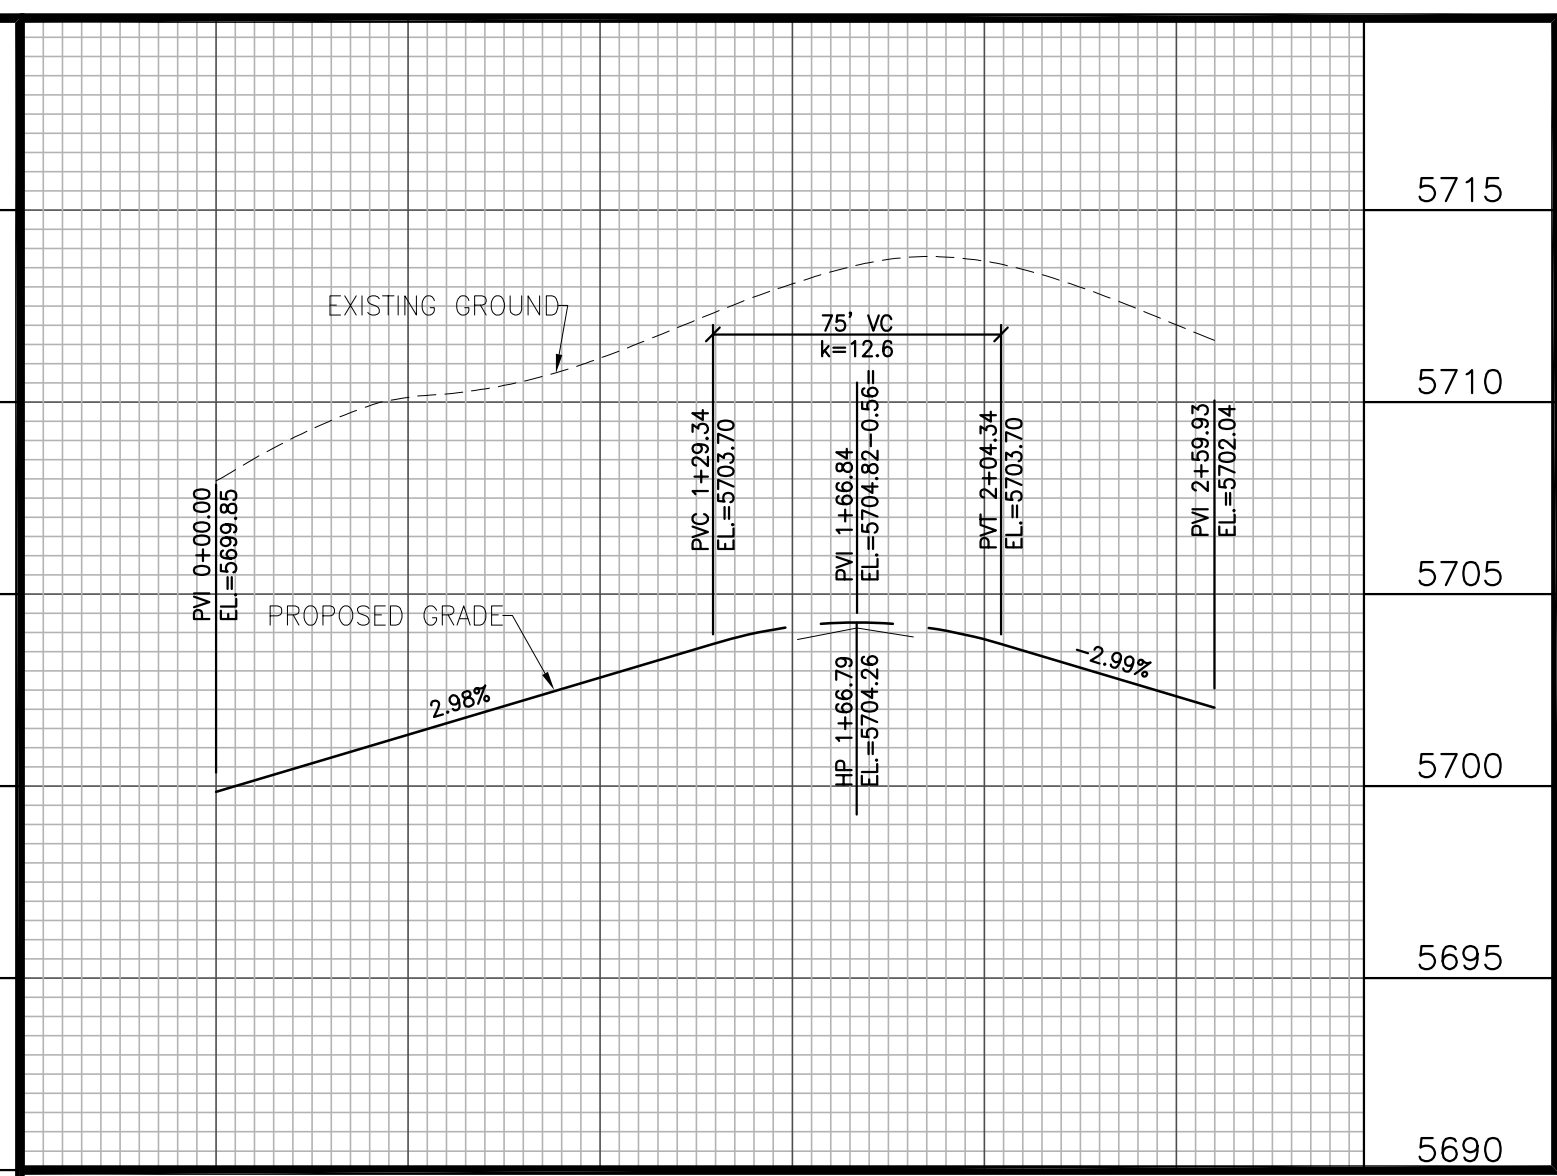 5715
EXISTING GROUND
75' VC
k=12.6
5710
PVI 0+00.00
EL.=5699.85
PVC 1+29.34
EL.=5703.70
PVI 1+66.84
EL.=5704.82-0.56=
PVT 2+04.34
EL.=5703.70
PVI 2+59.93
EL.=5702.04
5705
PROPOSED GRADE
2.98%
HP 1+66.79
EL.=5704.26
-2.99%
5700
5695
5690